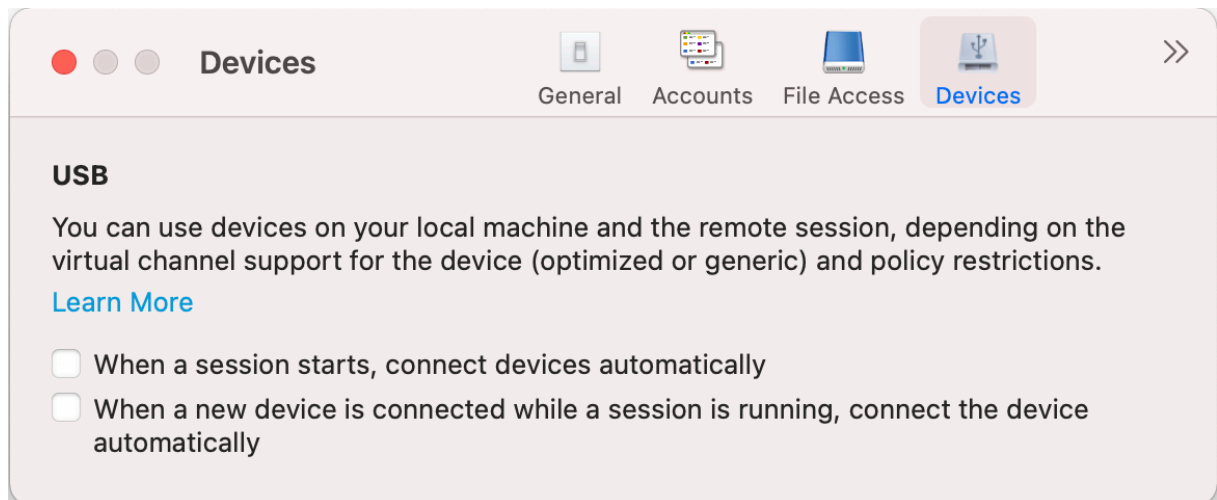 Devices
General
Accounts
File Access
Devices
USB
You can use devices on your local machine and the remote session, depending on the
virtual channel support for the device (optimized or generic) and policy restrictions.
Learn More
When a session starts, connect devices automatically
When a new device is connected while a session is running, connect the device
automatically